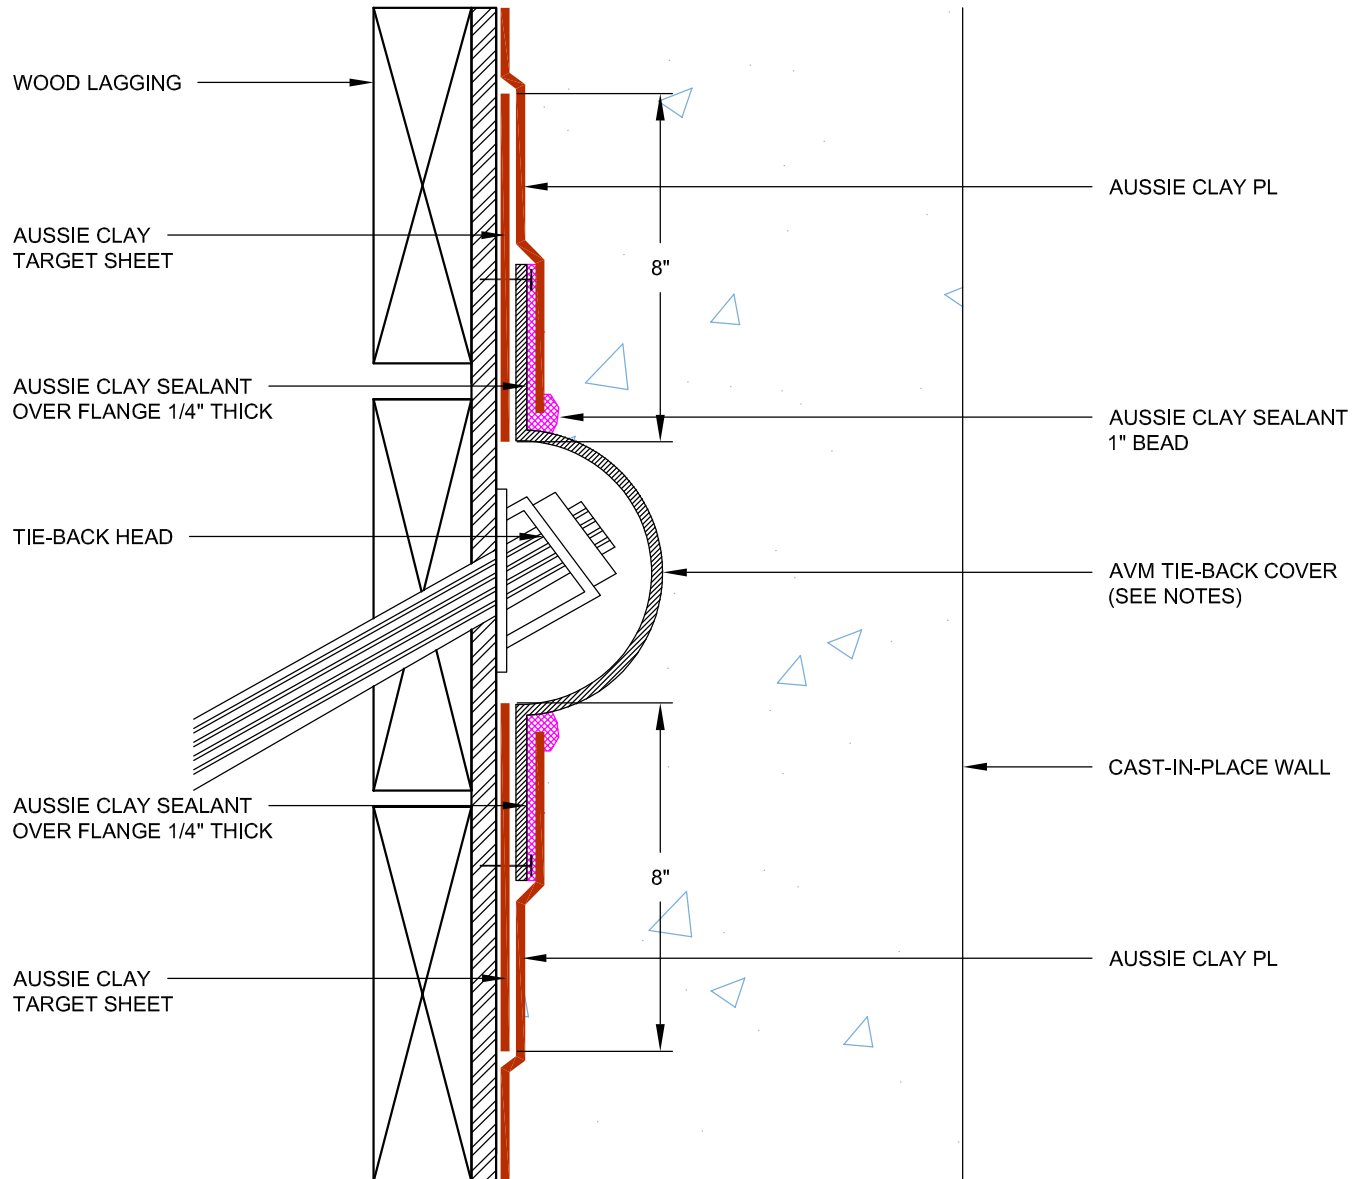 WOOD LAGGING
AUSSIE CLAY
TARGET SHEET
AUSSIE CLAY SEALANT
OVER FLANGE 1/4" THICK
TIE-BACK HEAD
AUSSIE CLAY SEALANT
OVER FLANGE 1/4" THICK
AUSSIE CLAY
TARGET SHEET
8"
8"
AUSSIE CLAY PL
AUSSIE CLAY SEALANT
1" BEAD
AVM TIE-BACK COVER
(SEE NOTES)
CAST-IN-PLACE WALL
AUSSIE CLAY PL